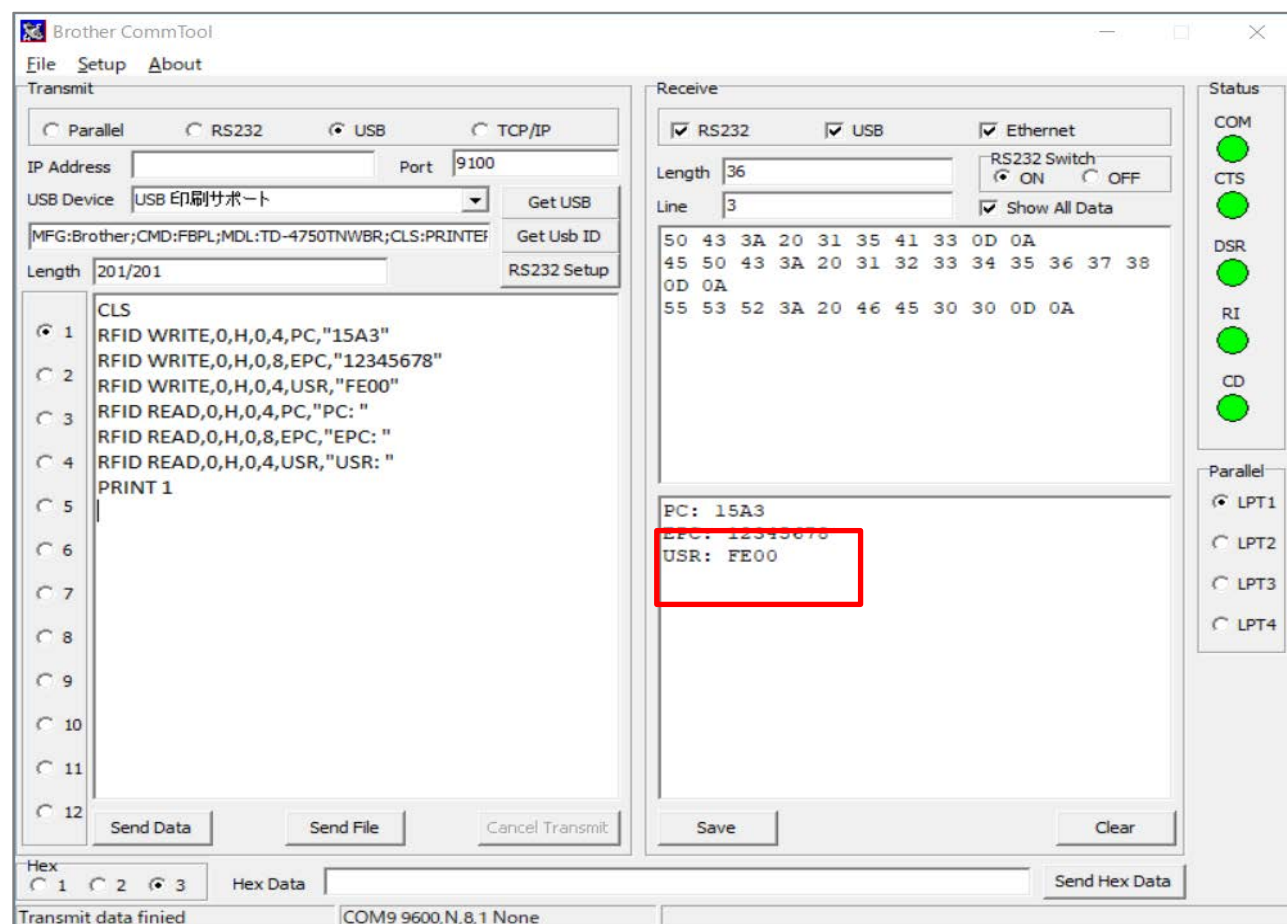 Brother CommTool
File Setup About
Transmit
Parallel RS232 USB TCP/IP
IP Address Port 9100
USB Device USB 印刷サポート Get USB
MFG:Brother;CMD:FBPL;MDL:TD-4750TNWBR;CLS:PRINTER Get Usb ID
Length 201/201 RS232 Setup
1
2
3
4
5
6
7
8
9
10
11
12
CLS
RFID WRITE,0,H,0,4,PC,"15A3"
RFID WRITE,0,H,0,8,EPC,"12345678"
RFID WRITE,0,H,0,4,USR,"FE00"
RFID READ,0,H,0,4,PC,"PC: "
RFID READ,0,H,0,8,EPC,"EPC: "
RFID READ,0,H,0,4,USR,"USR: "
PRINT 1
Send Data Send File Cancel Transmit
Receive
RS232 USB Ethernet
Length 36
RS232 Switch
ON OFF
Line 3 Show All Data
50 43 3A 20 31 35 41 33 0D 0A
45 50 43 3A 20 31 32 33 34 35 36 37 38
0D 0A
55 53 52 3A 20 46 45 30 30 0D 0A
PC: 15A3
EPC: 12345678
USR: FE00
Save Clear
Status
COM
CTS
DSR
RI
CD
Parallel
LPT1
LPT2
LPT3
LPT4
Hex
1 2 3 Hex Data Send Hex Data
Transmit data finied COM9 9600,N,8,1 None